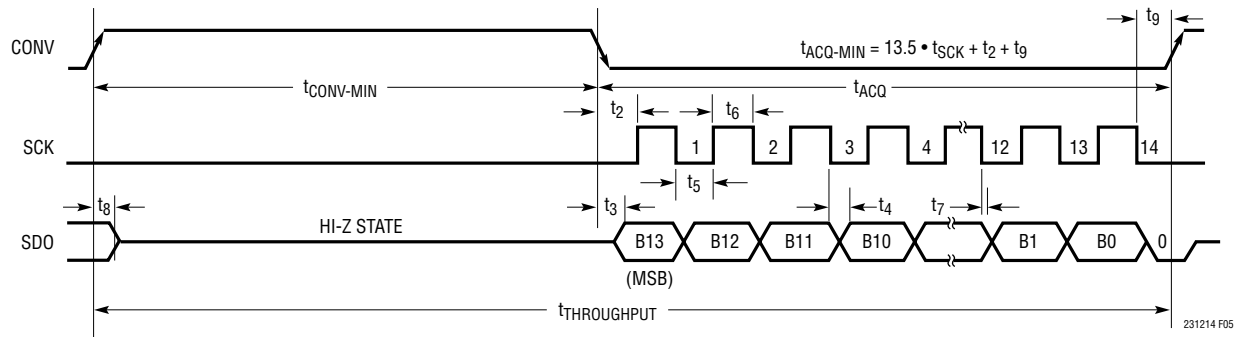 t9
CONV
tACQ-MIN = 13.5 • tSCK + t2 + t9
tCONV-MIN
tACQ
t2
t6
SCK
1
2
3
4
12
13
14
t5
t8
t3
t4
t7
SDO
HI-Z STATE
B13
B12
B11
B10
B1
B0
0
(MSB)
tTHROUGHPUT
231214 F05